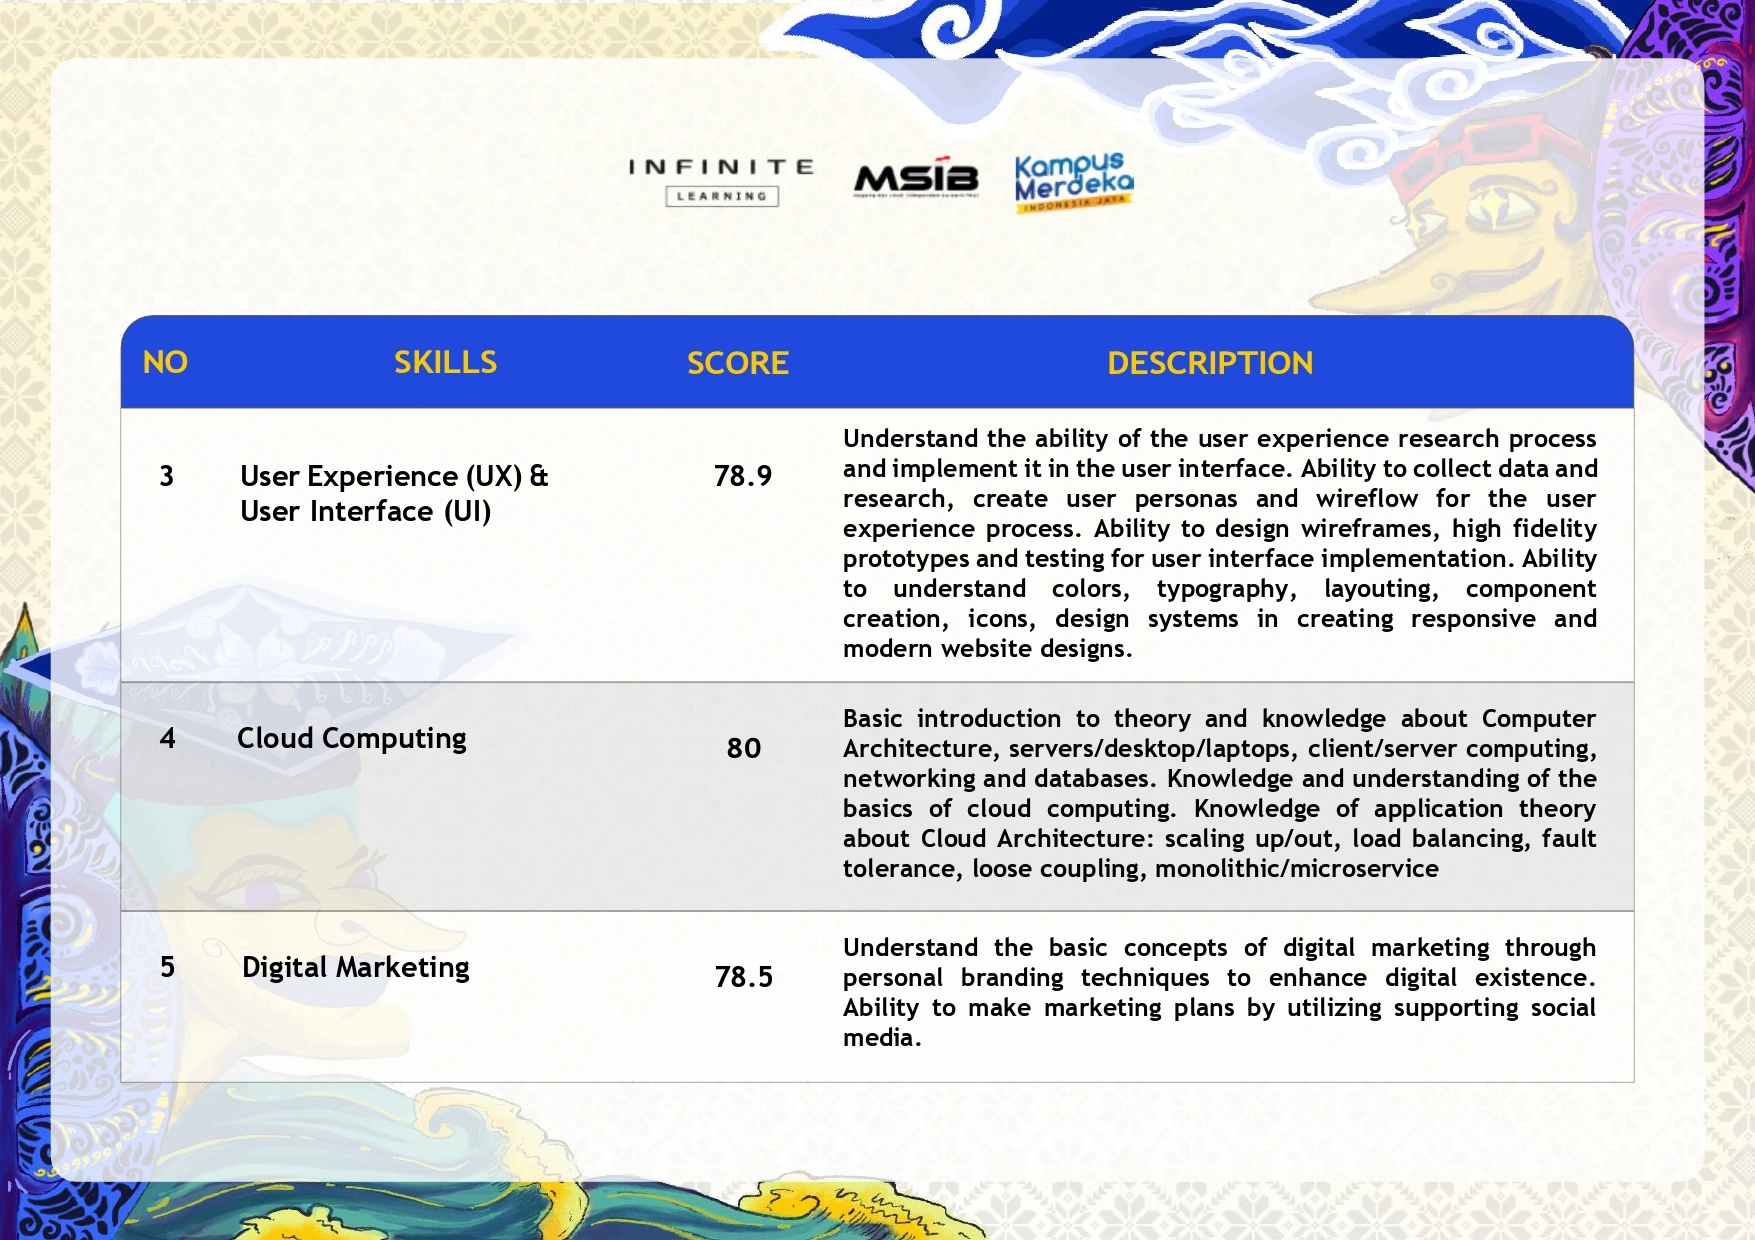 INFINITE
LEARNING
MSIB
Kampus
Merdeka
INDONESIA JAYA
NO SKILLS SCORE DESCRIPTION
3 User Experience (UX) & 78.9
User Interface (UI)
Understand the ability of the user experience research process
and implement it in the user interface. Ability to collect data and
research, create user personas and wireflow for the user
experience process. Ability to design wireframes, high fidelity
prototypes and testing for user interface implementation. Ability
to understand colors, typography, layouting, component
creation, icons, design systems in creating responsive and
modern website designs.
4 Cloud Computing 80
Basic introduction to theory and knowledge about Computer
Architecture, servers/desktop/laptops, client/server computing,
networking and databases. Knowledge and understanding of the
basics of cloud computing. Knowledge of application theory
about Cloud Architecture: scaling up/out, load balancing, fault
tolerance, loose coupling, monolithic/microservice
5 Digital Marketing 78.5
Understand the basic concepts of digital marketing through
personal branding techniques to enhance digital existence.
Ability to make marketing plans by utilizing supporting social
media.